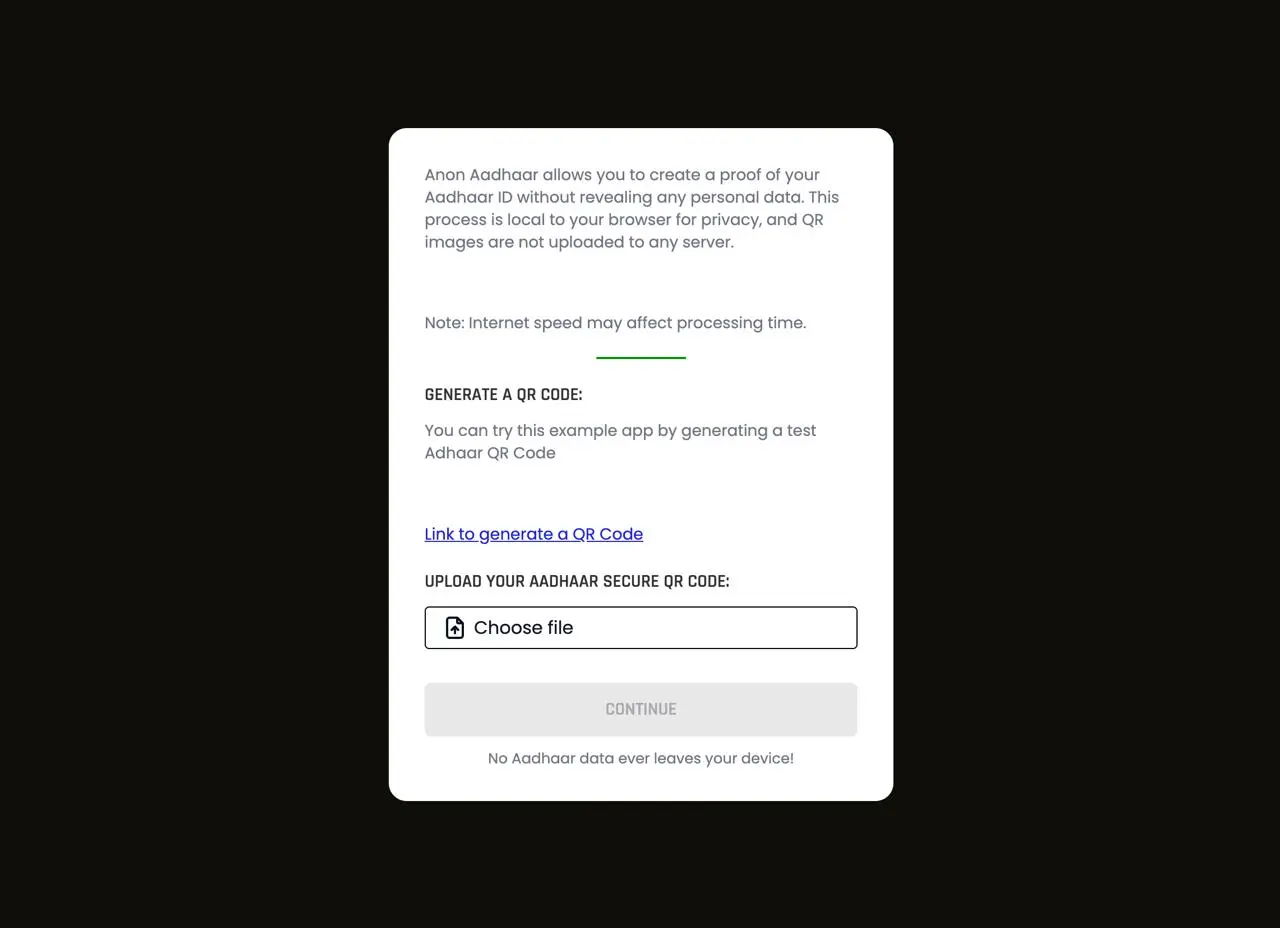 Anon Aadhaar allows you to create a proof of your
Aadhaar ID without revealing any personal data. This
process is local to your browser for privacy, and QR
images are not uploaded to any server.
Note: Internet speed may affect processing time.
GENERATE A QR CODE:
You can try this example app by generating a test
Adhaar QR Code
Link to generate a QR Code
UPLOAD YOUR AADHAAR SECURE QR CODE:
Choose file
CONTINUE
No Aadhaar data ever leaves your device!